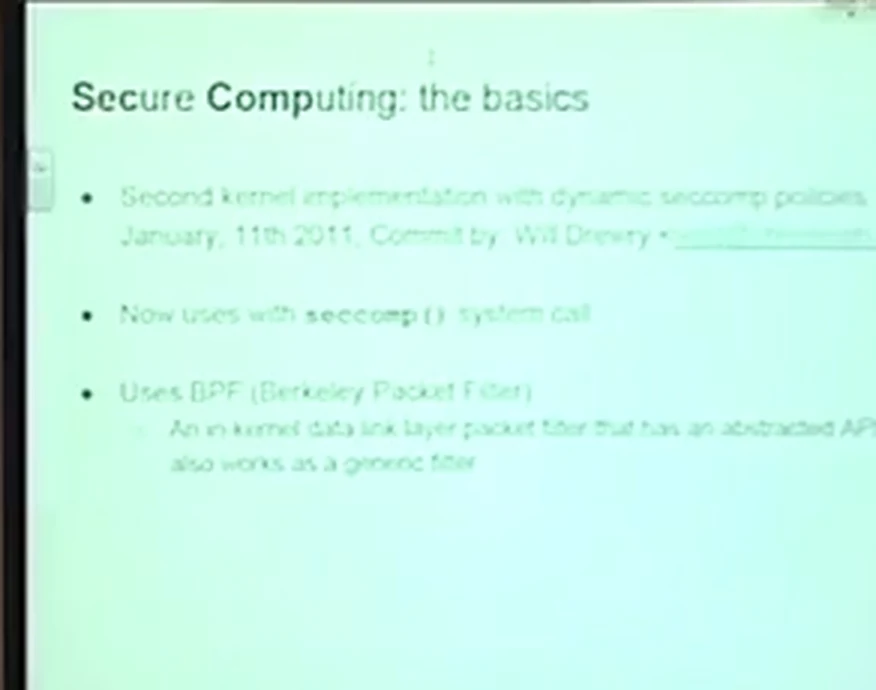 Secure Computing: the basics
Second kernel implementation with dynamic seccomp policies
January, 11th 2011, Commit by: Will Drewry
Now uses with seccomp() system call
Uses BPF (Berkeley Packet Filter)
An in-kernel data link layer packet filter that has an abstracted AP
also works as a generic filter